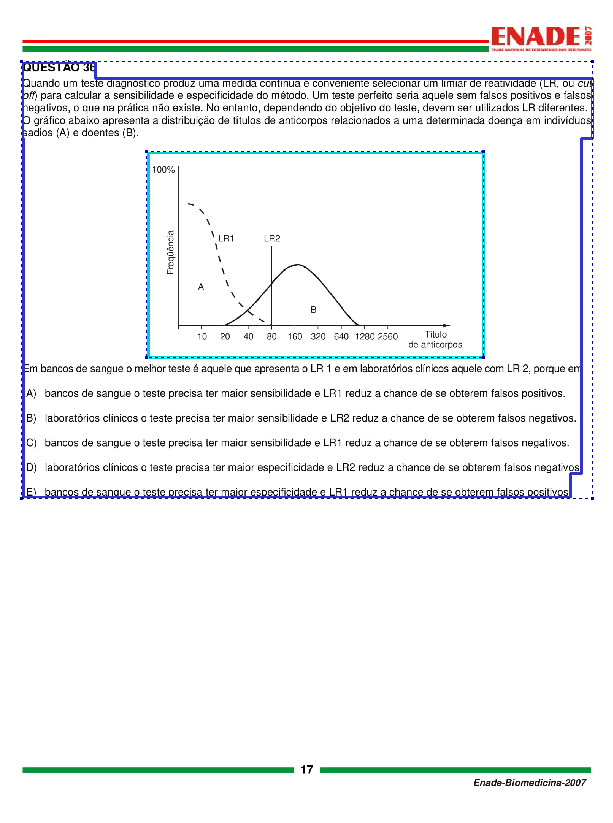 ENADE 2007
EXAME NACIONAL DE DESEMPENHO DOS ESTUDANTES
QUESTÃO 36
Quando um teste diagnóstico produz uma medida contínua é conveniente selecionar um limiar de reatividade (LR, ou cut
off) para calcular a sensibilidade e especificidade do método. Um teste perfeito seria aquele sem falsos positivos e falsos
negativos, o que na prática não existe. No entanto, dependendo do objetivo do teste, devem ser utilizados LR diferentes.
O gráfico abaixo apresenta a distribuição de títulos de anticorpos relacionados a uma determinada doença em indivíduos
sadios (A) e doentes (B).
100%
LR1 LR2
Freqüência
A
B
10 20 40 80 160 320 640 1280 2560 Título
de anticorpos
Em bancos de sangue o melhor teste é aquele que apresenta o LR 1 e em laboratórios clínicos aquele com LR 2, porque em
A) bancos de sangue o teste precisa ter maior sensibilidade e LR1 reduz a chance de se obterem falsos positivos.
B) laboratórios clínicos o teste precisa ter maior sensibilidade e LR2 reduz a chance de se obterem falsos negativos.
C) bancos de sangue o teste precisa ter maior sensibilidade e LR1 reduz a chance de se obterem falsos negativos.
D) laboratórios clínicos o teste precisa ter maior especificidade e LR2 reduz a chance de se obterem falsos negativos
E) bancos de sangue o teste precisa ter maior especificidade e LR1 reduz a chance de se obterem falsos positivos
17
Enade-Biomedicina-2007